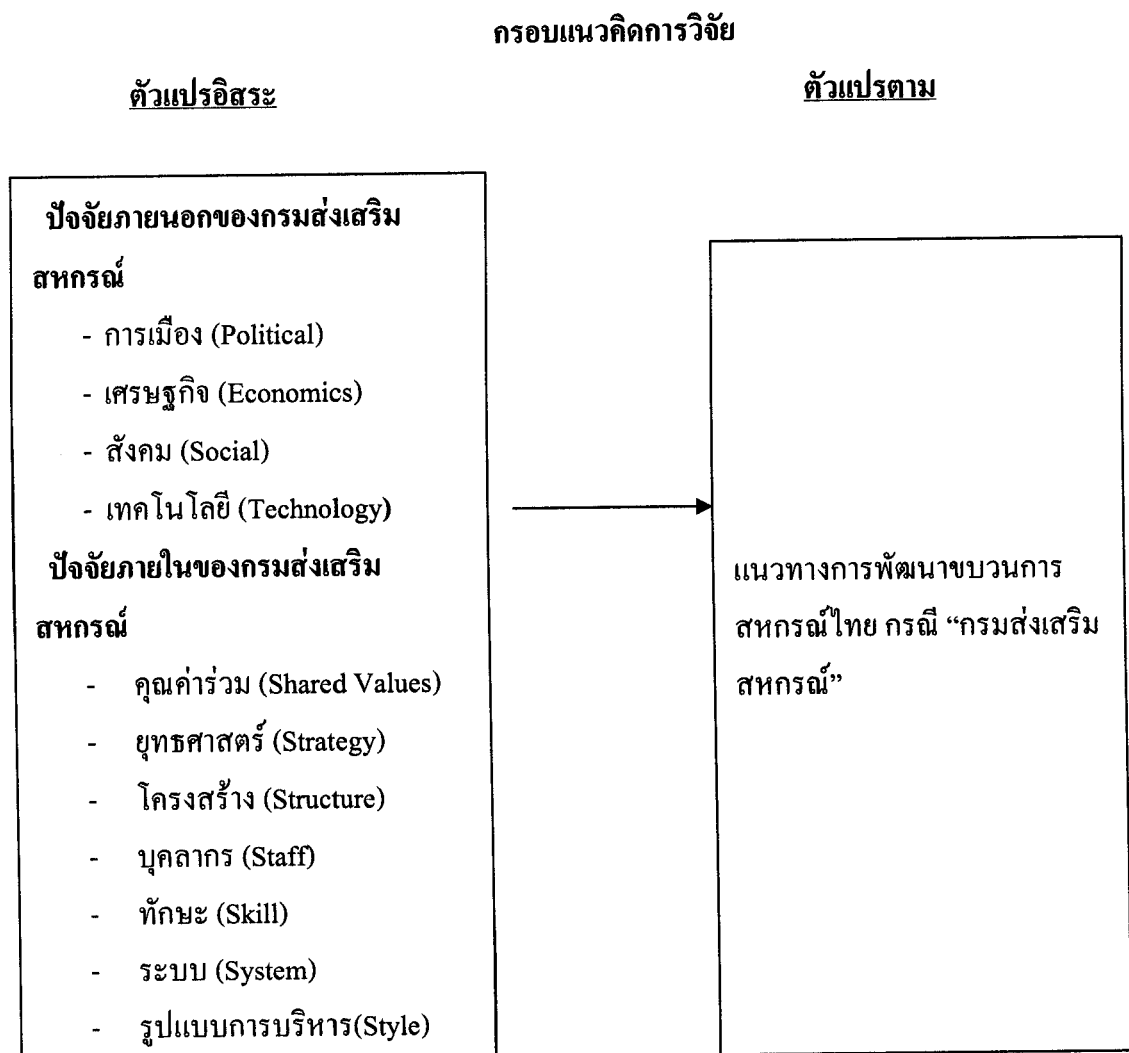 กรอบแนวคิดการวิจัย
ตัวแปรอิสระ
ตัวแปรตาม
ปัจจัยภายนอกของกรมส่งเสริม
สหกรณ์
- การเมือง (Political)
- เศรษฐกิจ (Economics)
- สังคม (Social)
- เทคโนโลยี (Technology)
ปัจจัยภายในของกรมส่งเสริม
สหกรณ์
- คุณค่าร่วม (Shared Values)
- ยุทธศาสตร์ (Strategy)
- โครงสร้าง (Structure)
- บุคลากร (Staff)
- ทักษะ (Skill)
- ระบบ (System)
- รูปแบบการบริหาร(Style)
แนวทางการพัฒนาขบวนการ
สหกรณ์ไทย กรณี “กรมส่งเสริม
สหกรณ์”